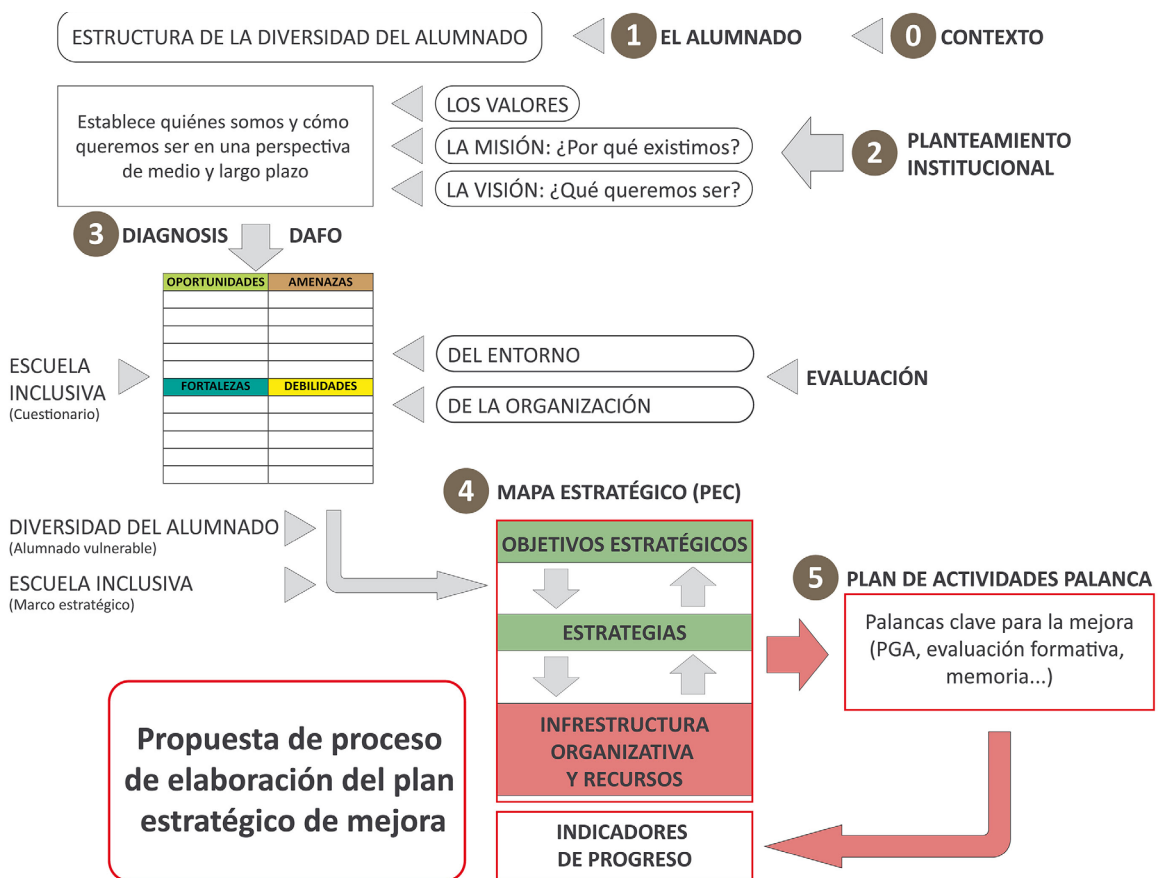 ESTRUCTURA DE LA DIVERSIDAD DEL ALUMNADO
1 EL ALUMNADO
0 CONTEXTO
Establece quiénes somos y cómo
queremos ser en una perspectiva
de medio y largo plazo
LOS VALORES
LA MISIÓN: ¿Por qué existimos?
LA VISIÓN: ¿Qué queremos ser?
2 PLANTEAMIENTO
INSTITUCIONAL
3 DIAGNOSIS DAFO
OPORTUNIDADES AMENAZAS
FORTALEZAS DEBILIDADES
ESCUELA
INCLUSIVA
(Cuestionario)
DEL ENTORNO
DE LA ORGANIZACIÓN
EVALUACIÓN
4 MAPA ESTRATÉGICO (PEC)
DIVERSIDAD DEL ALUMNADO
(Alumnado vulnerable)
ESCUELA INCLUSIVA
(Marco estratégico)
OBJETIVOS ESTRATÉGICOS
ESTRATEGIAS
INFRESTRUCTURA
ORGANIZATIVA
Y RECURSOS
INDICADORES
DE PROGRESO
5 PLAN DE ACTIVIDADES PALANCA
Palancas clave para la mejora
(PGA, evaluación formativa,
memoria...)
Propuesta de proceso
de elaboración del plan
estratégico de mejora